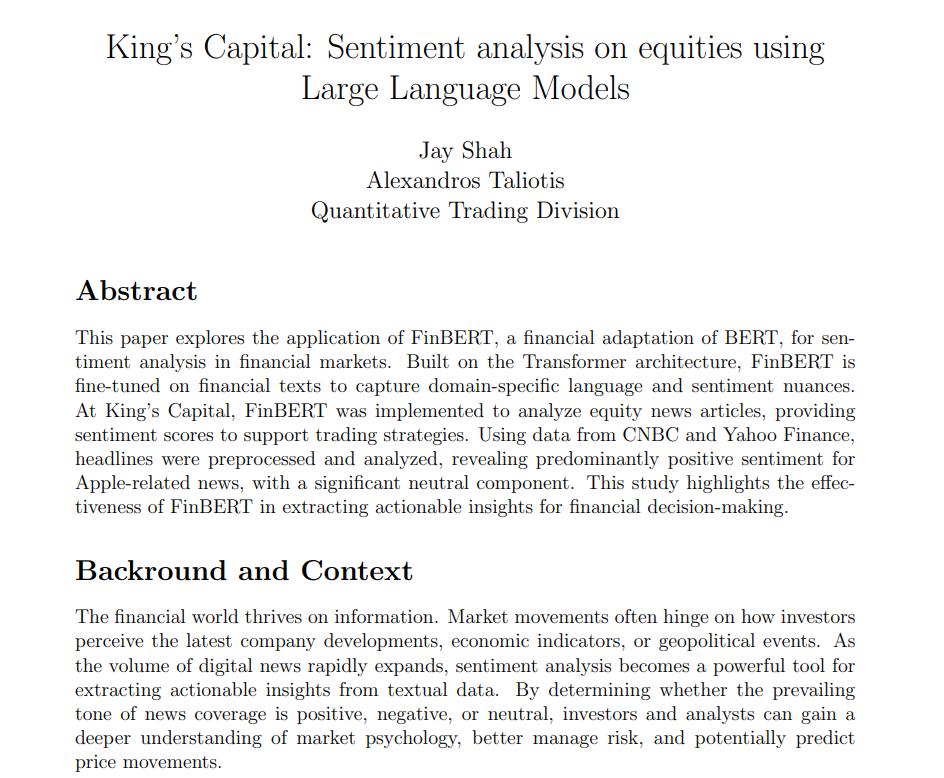 King's Capital: Sentiment analysis on equities using
Large Language Models
Jay Shah
Alexandros Taliotis
Quantitative Trading Division
Abstract
This paper explores the application of FinBERT, a financial adaptation of BERT, for sen-
timent analysis in financial markets. Built on the Transformer architecture, FinBERT is
fine-tuned on financial texts to capture domain-specific language and sentiment nuances.
At King's Capital, FinBERT was implemented to analyze equity news articles, providing
sentiment scores to support trading strategies. Using data from CNBC and Yahoo Finance,
headlines were preprocessed and analyzed, revealing predominantly positive sentiment for
Apple-related news, with a significant neutral component. This study highlights the effec-
tiveness of FinBERT in extracting actionable insights for financial decision-making.
Backround and Context
The financial world thrives on information. Market movements often hinge on how investors
perceive the latest company developments, economic indicators, or geopolitical events. As
the volume of digital news rapidly expands, sentiment analysis becomes a powerful tool for
extracting actionable insights from textual data. By determining whether the prevailing
tone of news coverage is positive, negative, or neutral, investors and analysts can gain a
deeper understanding of market psychology, better manage risk, and potentially predict
price movements.